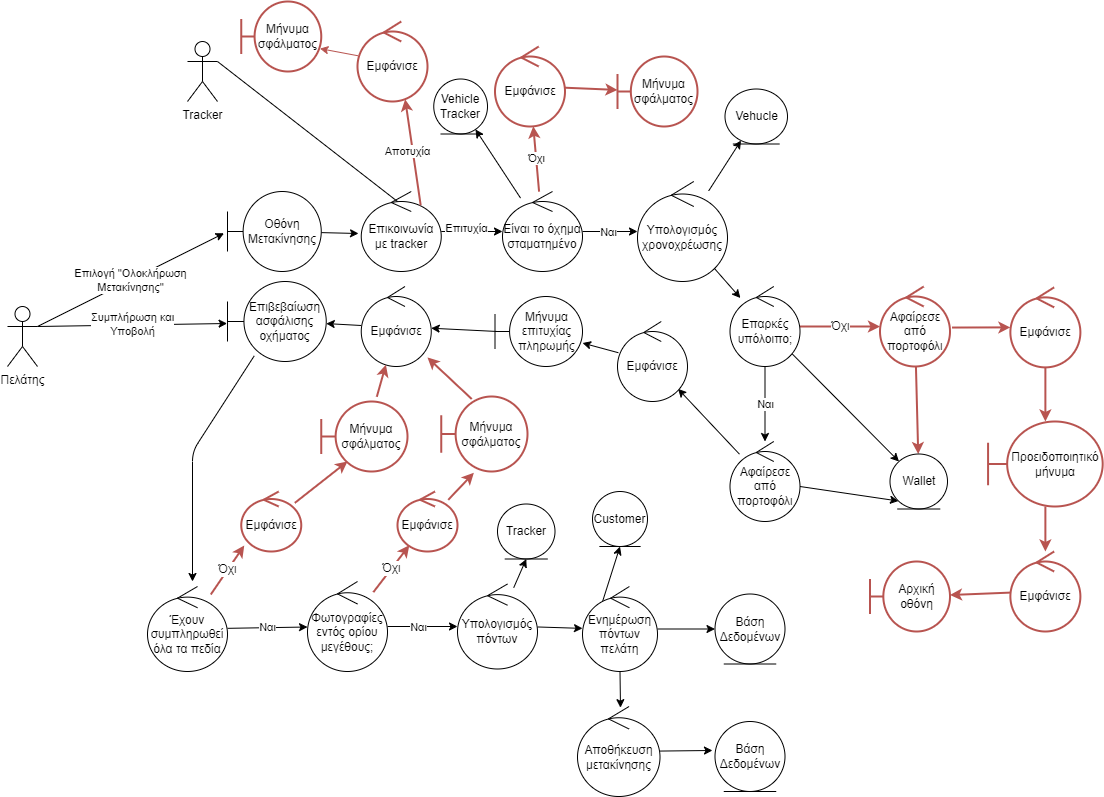 Μήνυμα
σφάλματος
Εμφάνισε
Tracker
Vehicle
Tracker
Εμφάνισε
Μήνυμα
σφάλματος
Vehucle
Αποτυχία
Όχι
Οθόνη
Μετακίνησης
Επικοινωνία
με tracker
Επιτυχία
Είναι το όχημα
σταματημένο
Ναι
Υπολογισμός
χρονοχρέωσης
Επιλογή "Ολοκλήρωση
Μετακίνησης"
Συμπλήρωση και
Υποβολή
Πελάτης
Επιβεβαίωση
ασφάλισης
οχήματος
Εμφάνισε
Μήνυμα
επιτυχίας
πληρωμής
Εμφάνισε
Επαρκές
υπόλοιπο;
Όχι
Αφαίρεσε
από
πορτοφόλι
Εμφάνισε
Ναι
Μήνυμα
σφάλματος
Μήνυμα
σφάλματος
Αφαίρεσε
από
πορτοφόλι
Wallet
Προειδοποιητικό
μήνυμα
Εμφάνισε
Εμφάνισε
Tracker
Customer
Όχι
Όχι
Αρχική
οθόνη
Εμφάνισε
Έχουν
συμπληρωθεί
όλα τα πεδία
Ναι
Φωτογραφίες
εντός ορίου
μεγέθους;
Ναι
Υπολογισμός
πόντων
Ενημέρωση
πόντων
πελάτη
Βάση
Δεδομένων
Αποθήκευση
μετακίνησης
Βάση
Δεδομένων